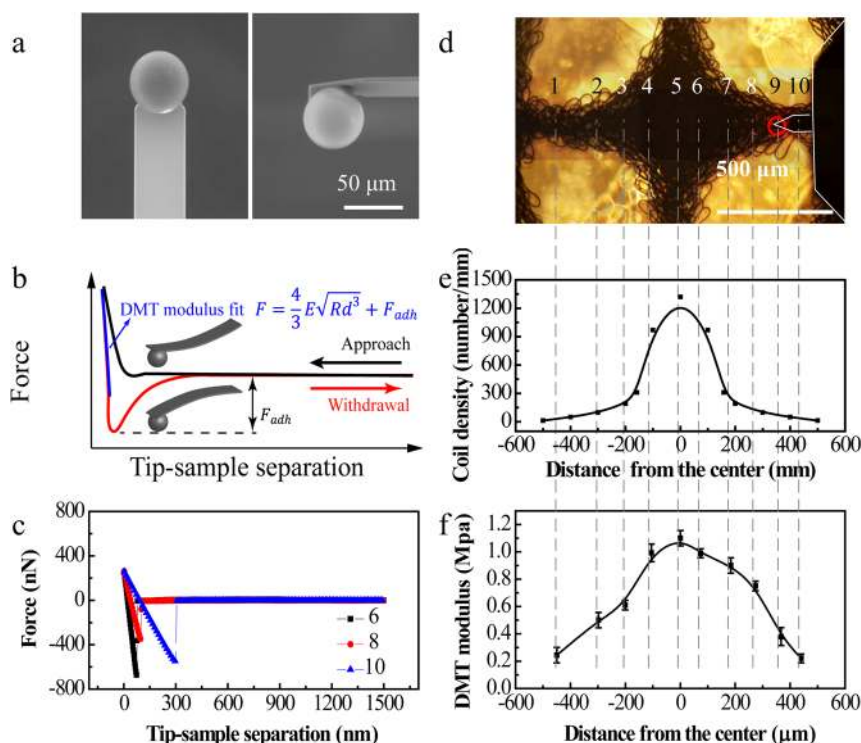 a
50 μm
b
DMT modulus fit F = 4/3 E√Rd³ + F_adh
Approach
Withdrawal
F_adh
Force
Tip-sample separation
c
800
400
0
-400
-800
Force (nN)
6
8
10
0 300 600 900 1200 1500
Tip-sample separation (nm)
d
1 2 3 4 5 6 7 8 9 10
500 μm
e
1500
1200
900
600
300
0
Coil density (number/mm)
-600 -400 -200 0 200 400 600
Distance from the center (mm)
f
1.2
1.0
0.8
0.6
0.4
0.2
0.0
DMT modulus (Mpa)
-600 -400 -200 0 200 400 600
Distance from the center (μm)